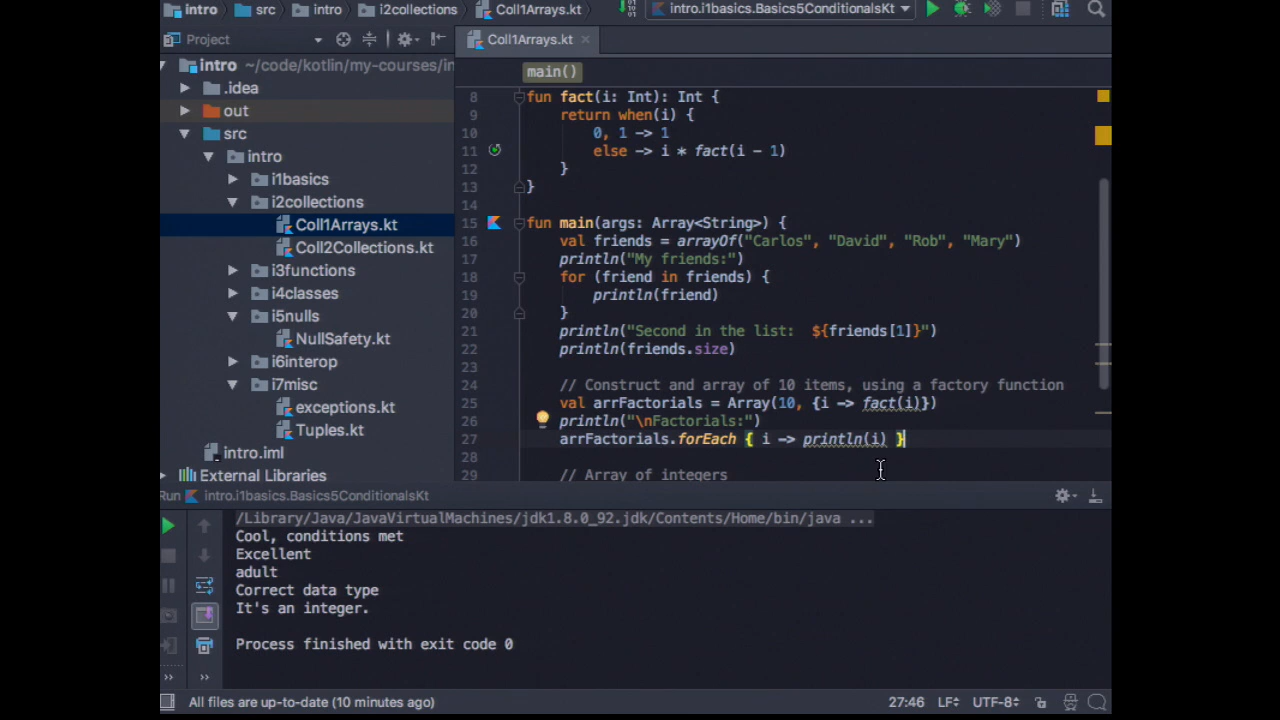 intro src intro i2collections Coll1Arrays.kt intro.i1basics.Basics5ConditionalsKt
Project
Coll1Arrays.kt
main()
intro ~/code/kotlin/my-courses/in
.idea
out
src
intro
i1basics
i2collections
Coll1Arrays.kt
Coll2Collections.kt
i3functions
i4classes
i5nulls
NullSafety.kt
i6interop
i7misc
exceptions.kt
Tuples.kt
intro.iml
External Libraries
8 fun fact(i: Int): Int {
9 return when(i) {
10 0, 1 -> 1
11 else -> i * fact(i - 1)
12 }
13 }
14
15 fun main(args: Array<String>) {
16 val friends = arrayOf("Carlos", "David", "Rob", "Mary")
17 println("My friends:")
18 for (friend in friends) {
19 println(friend)
20 }
21 println("Second in the list:  ${friends[1]}")
22 println(friends.size)
23
24 // Construct and array of 10 items, using a factory function
25 val arrFactorials = Array(10, {i -> fact(i)})
26 println("\nFactorials:")
27 arrFactorials.forEach { i -> println(i) }
28
29 // Array of integers
Run intro.i1basics.Basics5ConditionalsKt
/Library/Java/JavaVirtualMachines/jdk1.8.0_92.jdk/Contents/Home/bin/java ...
Cool, conditions met
Excellent
adult
Correct data type
It's an integer.
Process finished with exit code 0
All files are up-to-date (10 minutes ago) 27:46 LF UTF-8